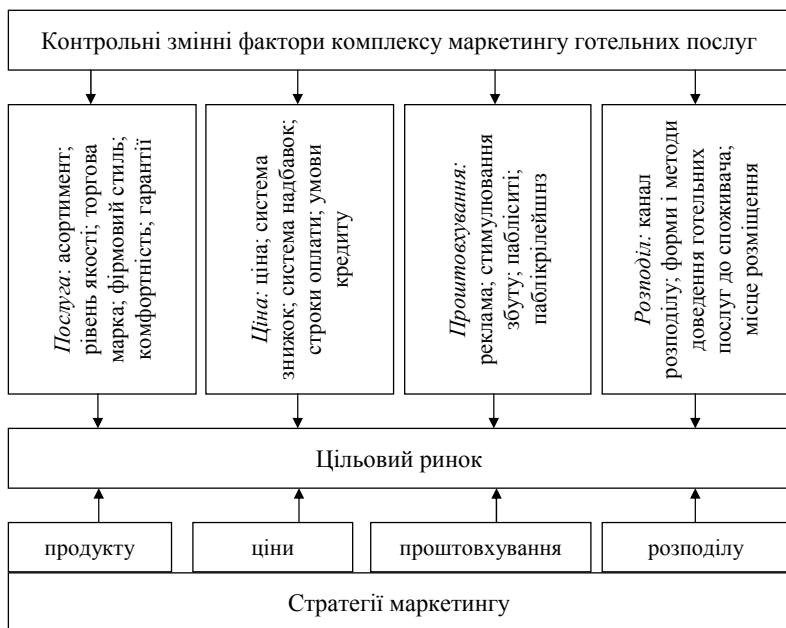 Контрольні змінні фактори комплексу маркетингу готельних послуг
Послуга: асортимент;
рівень якості; торгова
марка; фірмовий стиль;
комфортність; гарантії
Ціна: ціна; система
знижок; система надбавок;
строки оплати; умови
кредиту
Проштовхування:
реклама; стимулювання
збуту; пабліситі;
паблікрілейшнз
Розподіл: канал
розподілу; форми і методи
доведення готельних
послуг до споживача;
місце розміщення
Цільовий ринок
продукту
ціни
проштовхування
розподілу
Стратегії маркетингу